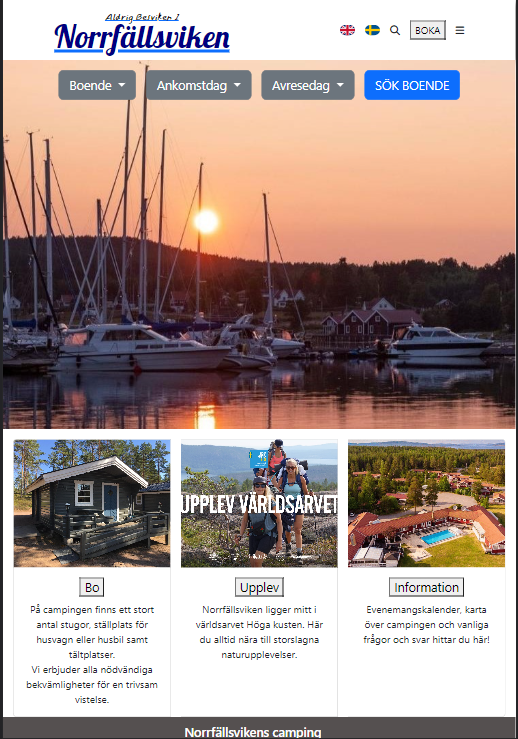 Aldrig Besviken !
Norrfällsviken
BOKA
Boende
Ankomstdag
Avresedag
SÖK BOENDE
UPPLEV VÄRLDSARVET
Bo
På campingen finns ett stort
antal stugor, ställplats för
husvagn eller husbil samt
tältplatser.
Vi erbjuder alla nödvändiga
bekvämligheter för en trivsam
vistelse.
Upplev
Norrfällsviken ligger mitt i
världsarvet Höga kusten. Här
du alltid nära till storslagna
naturupplevelser.
Information
Evenemangskalender, karta
över campingen och vanliga
frågor och svar hittar du här!
Norrfällsvikens camping